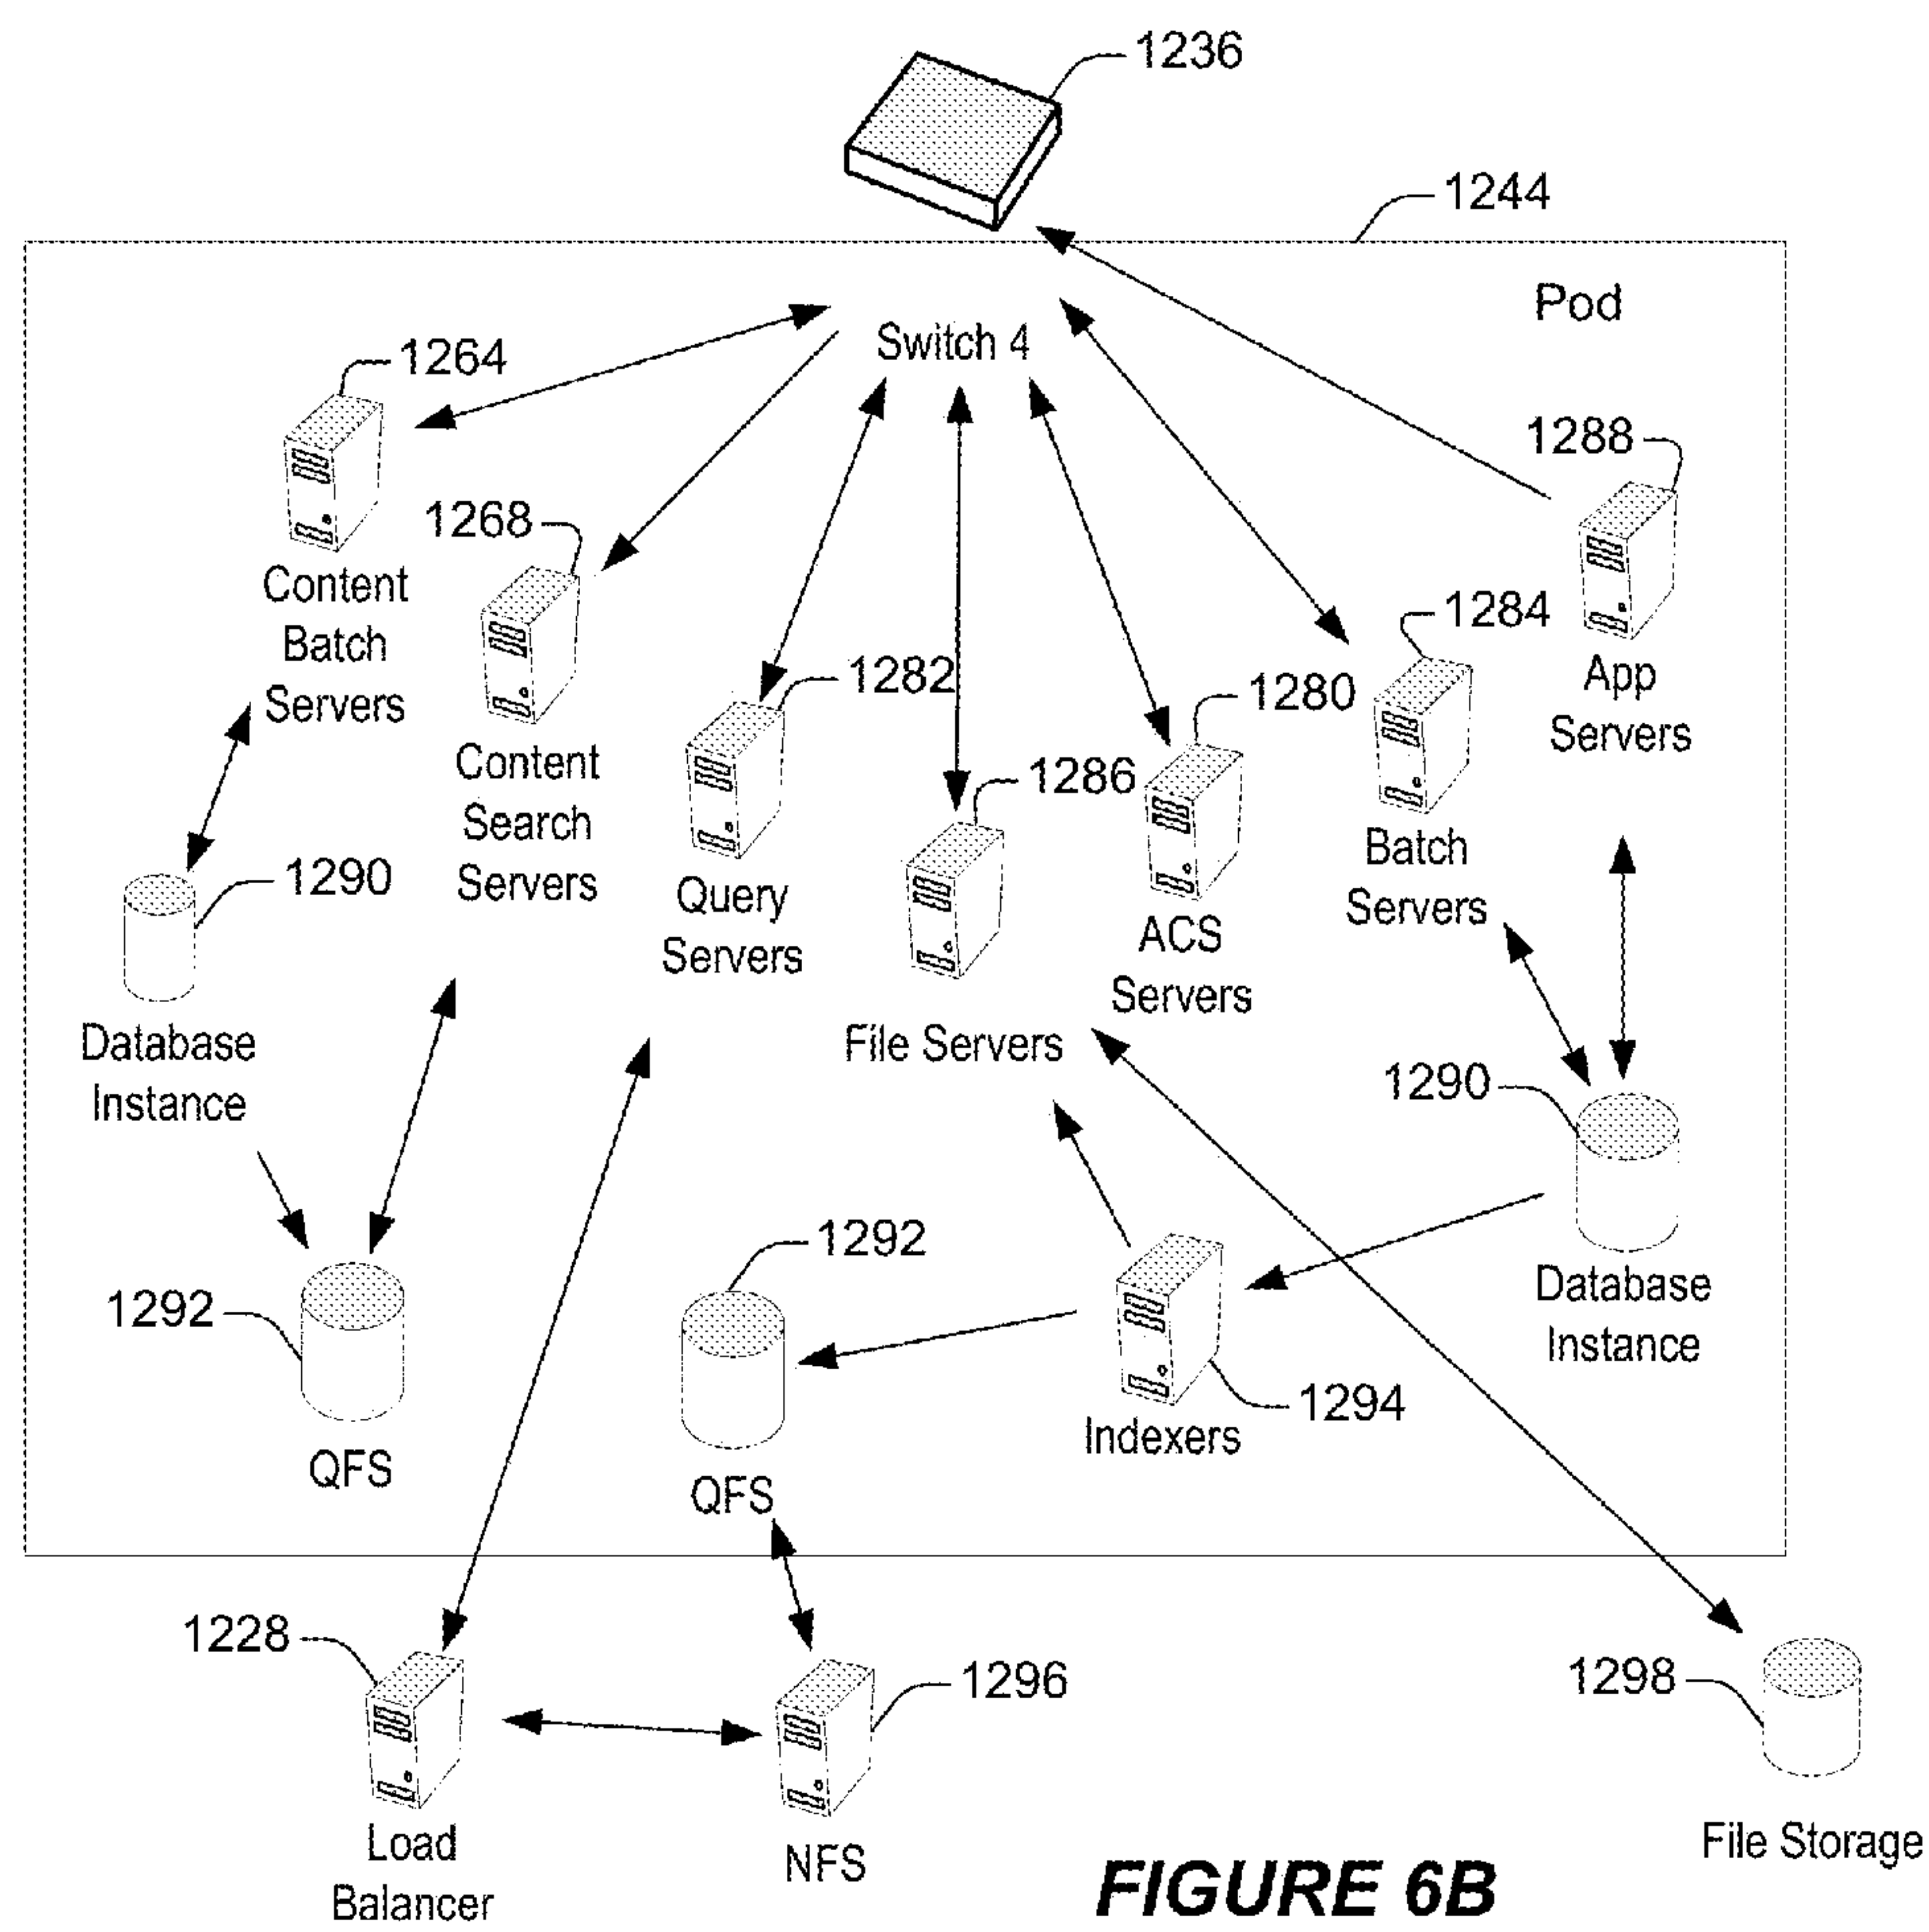 1236
1244
Pod
Switch 4
1264
1288
1268
Content
Batch
Servers
1284
1282
1280
App
Servers
Content
Search
Servers
1286
Batch
Servers
1290
Query
Servers
ACS
Servers
Database
Instance
File Servers
1290
1292
1292
Database
Instance
1294
Indexers
QFS
QFS
1228
1296
1298
Load
Balancer
NFS
File Storage
FIGURE 6B